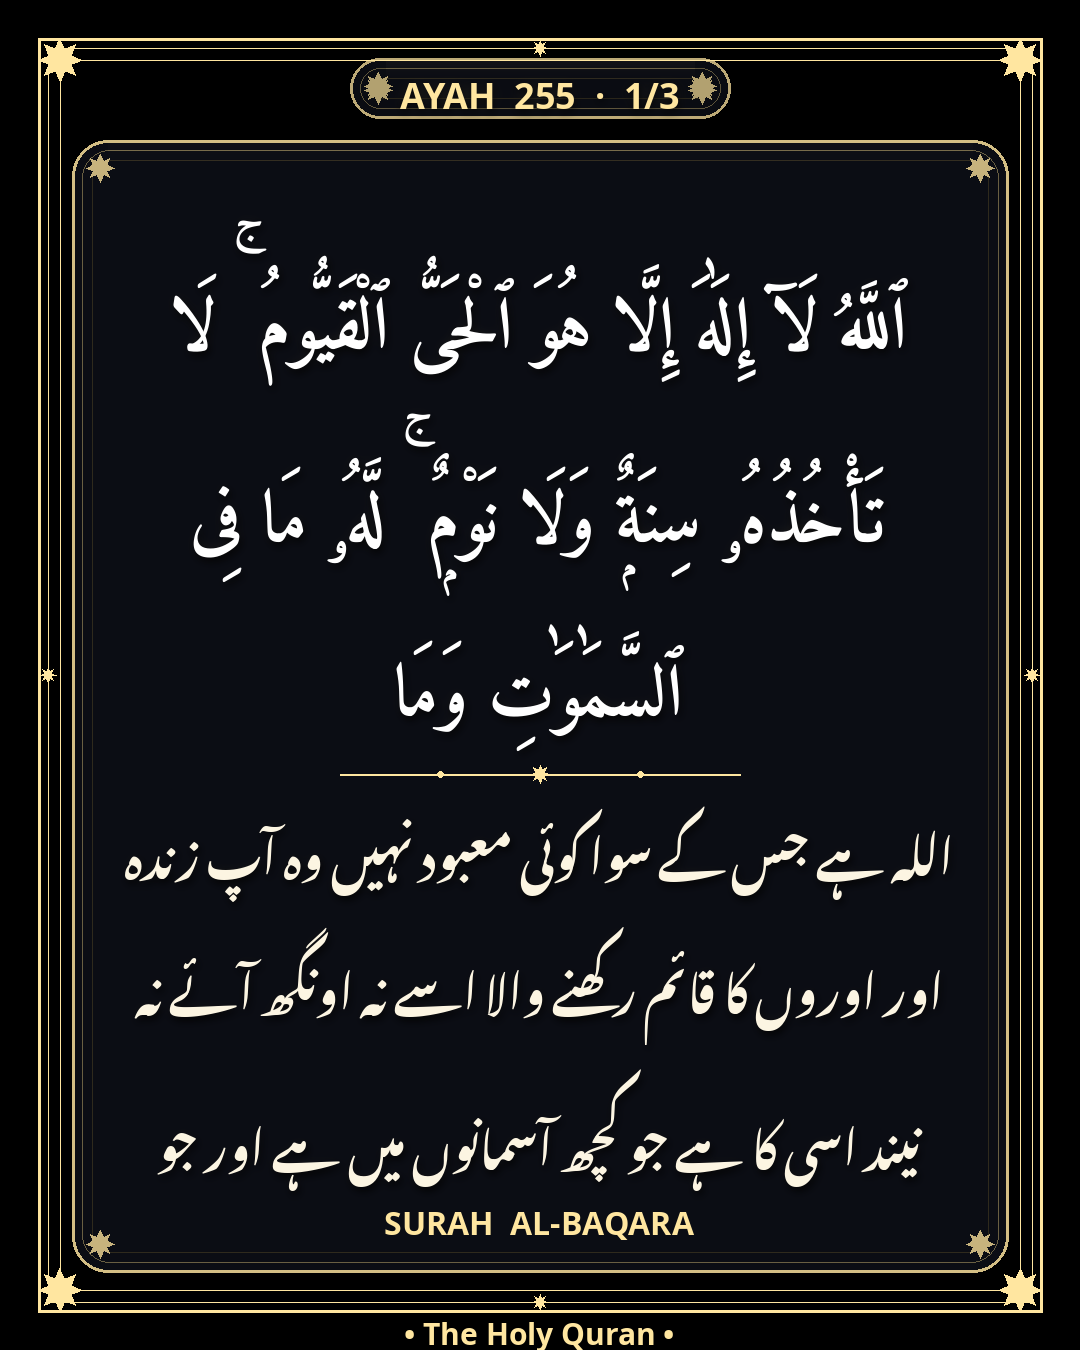 AYAH 255 · 1/3
ٱللَّهُ لَآ إِلَٰهَ إِلَّا هُوَ ٱلْحَىُّ ٱلْقَيُّومُ ۚ لَا
تَأْخُذُهُۥ سِنَةٌۭ وَلَا نَوْمٌۭ ۚ لَّهُۥ مَا فِى
ٱلسَّمَٰوَٰتِ وَمَا
اللہ ہے جس کے سوا کوئی معبود نہیں وہ آپ زندہ
اور اوروں کا قائم رکھنے والا اسے نہ اونگھ آئے نہ
نیند اسی کا ہے جو کچھ آسمانوں میں ہے اور جو
SURAH AL-BAQARA
• The Holy Quran •